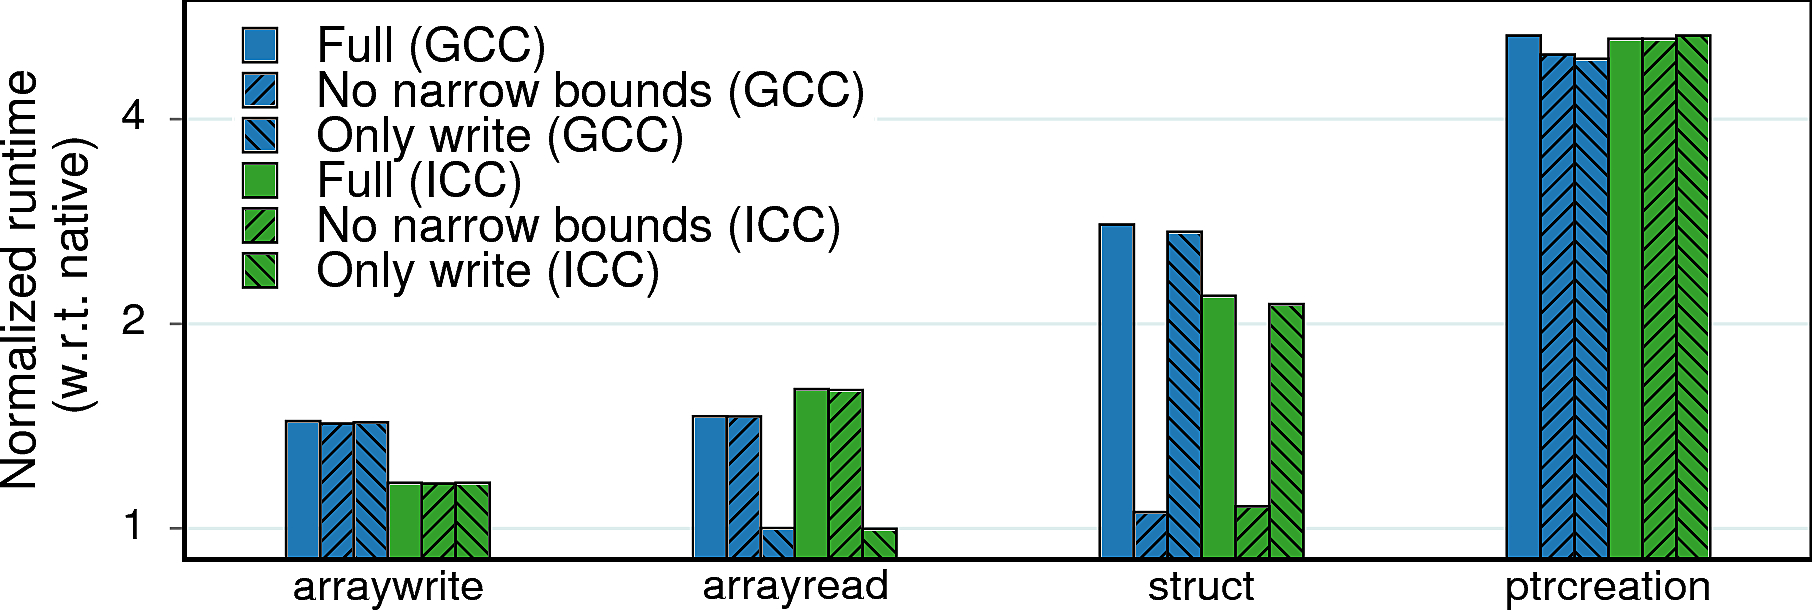 Normalized runtime
(w.r.t. native)
4
2
1
Full (GCC)
No narrow bounds (GCC)
Only write (GCC)
Full (ICC)
No narrow bounds (ICC)
Only write (ICC)
arraywrite
arrayread
struct
ptrcreation